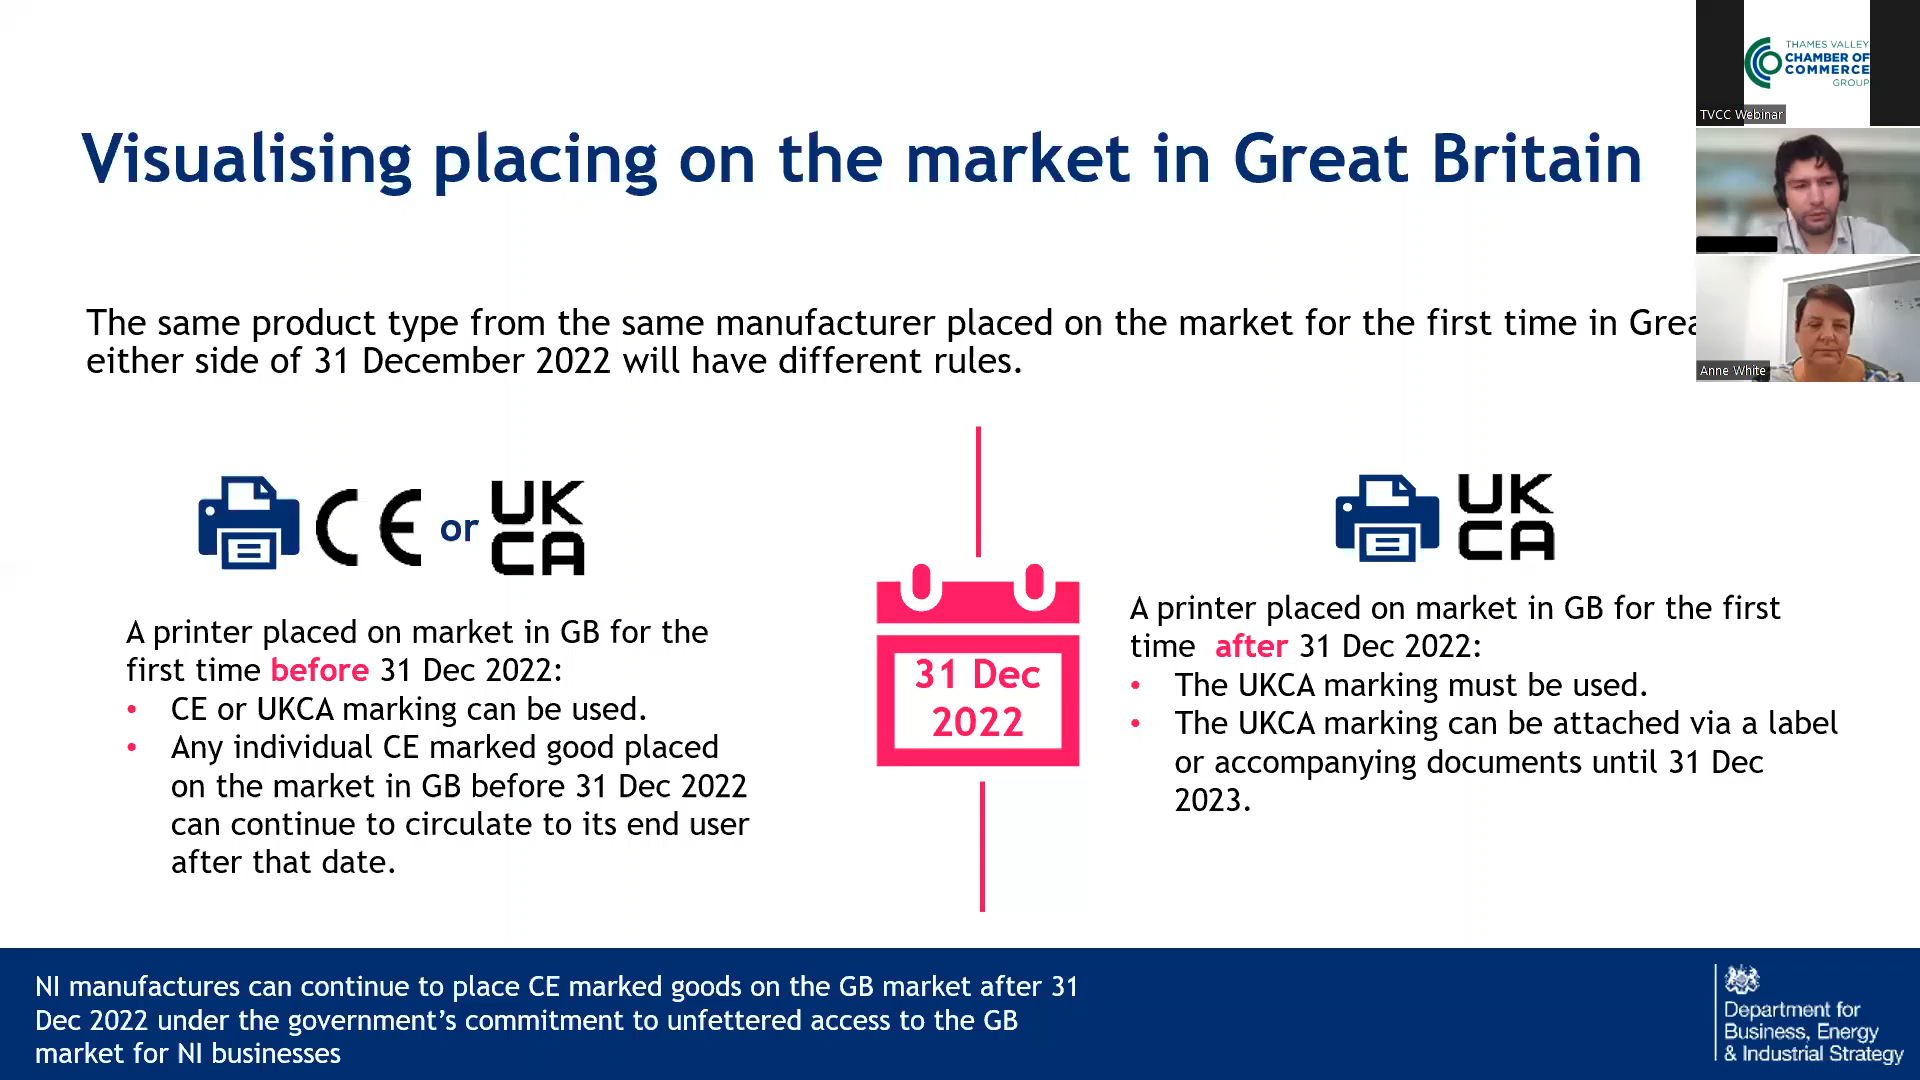 THAMES VALLEY
CHAMBER OF
COMMERCE
GROUP
TVCC Webinar
Visualising placing on the market in Great Britain
The same product type from the same manufacturer placed on the market for the first time in Grea
either side of 31 December 2022 will have different rules.
Anne White
CE or UK
CA
UK
CA
A printer placed on market in GB for the
first time before 31 Dec 2022:
• CE or UKCA marking can be used.
• Any individual CE marked good placed
on the market in GB before 31 Dec 2022
can continue to circulate to its end user
after that date.
31 Dec
2022
A printer placed on market in GB for the first
time after 31 Dec 2022:
• The UKCA marking must be used.
• The UKCA marking can be attached via a label
or accompanying documents until 31 Dec
2023.
NI manufactures can continue to place CE marked goods on the GB market after 31
Dec 2022 under the government’s commitment to unfettered access to the GB
market for NI businesses
Department for
Business, Energy
& Industrial Strategy